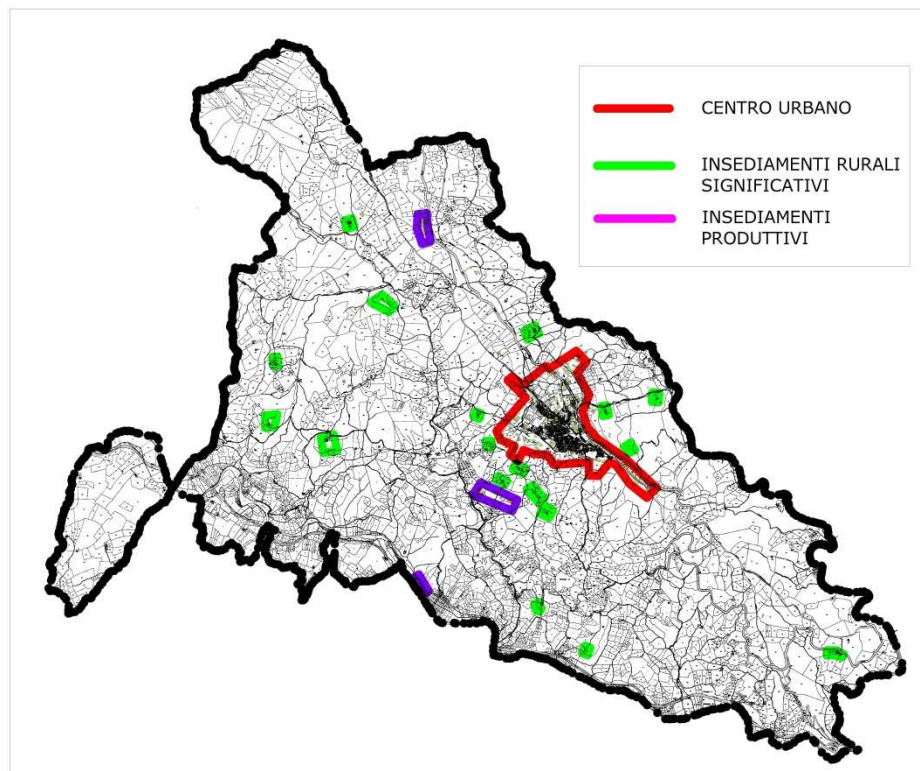 CENTRO URBANO
INSEDIAMENTI RURALI
SIGNIFICATIVI
INSEDIAMENTI
PRODUTTIVI